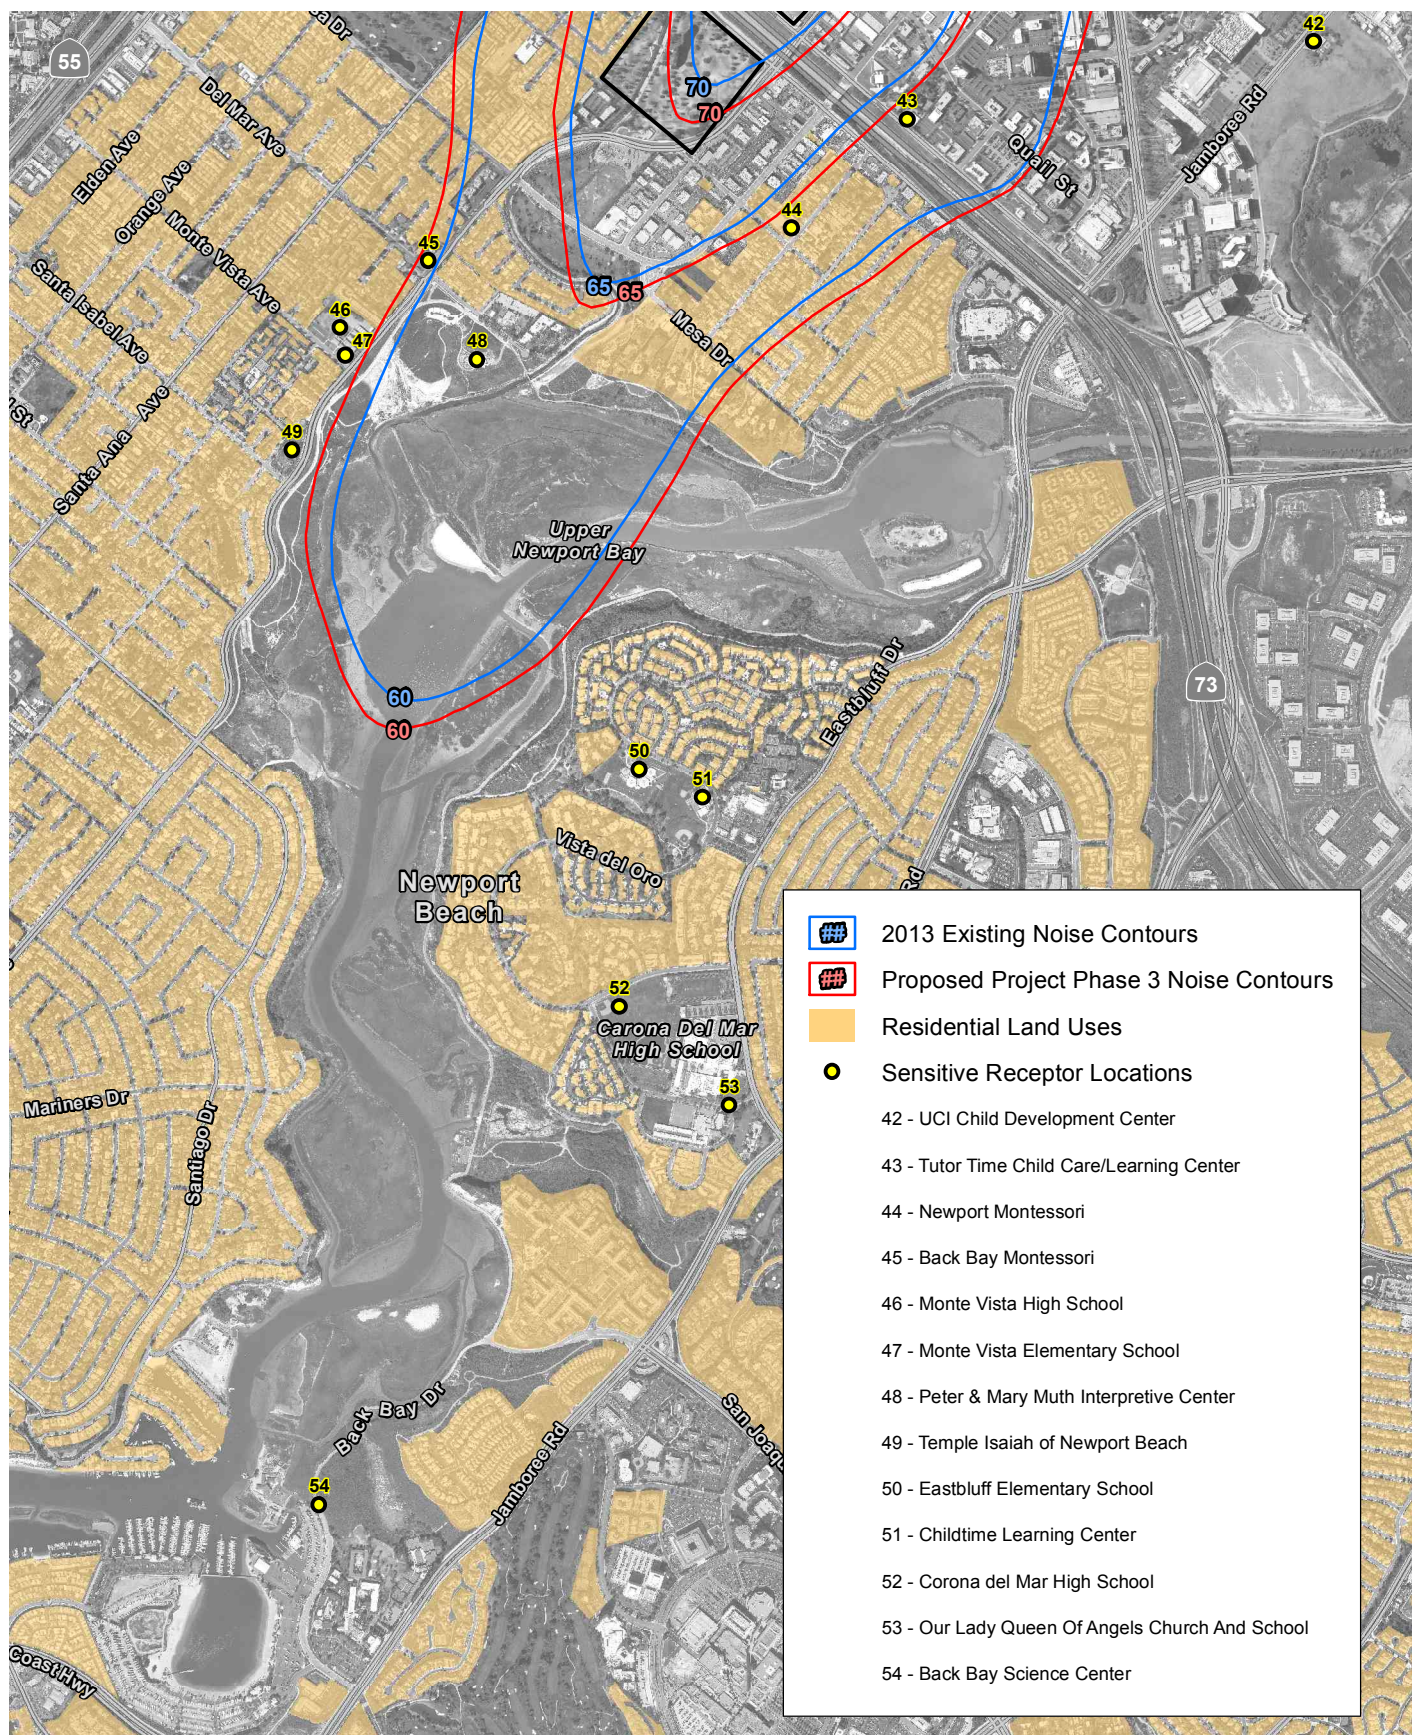 55
sa Dr
42
Del Mar Ave
70
70
43
Elden Ave
Orange Ave
Quail St
Jamboree Rd
Monte Vista Ave
44
45
Santa Isabel Ave
65
65
46
47
48
Mesa Dr
St
Santa Ana Ave
49
Upper
Newport Bay
60
60
Eastbluff Dr
73
50
51
Vista del Oro
Newport
Beach
Rd
52
Carona Del Mar
High School
53
Mariners Dr
Santiago Dr
Back Bay Dr
Jamboree Rd
San Joaqu
54
Coast Hwy
## 2013 Existing Noise Contours
## Proposed Project Phase 3 Noise Contours
Residential Land Uses
Sensitive Receptor Locations
42 - UCI Child Development Center
43 - Tutor Time Child Care/Learning Center
44 - Newport Montessori
45 - Back Bay Montessori
46 - Monte Vista High School
47 - Monte Vista Elementary School
48 - Peter & Mary Muth Interpretive Center
49 - Temple Isaiah of Newport Beach
50 - Eastbluff Elementary School
51 - Childtime Learning Center
52 - Corona del Mar High School
53 - Our Lady Queen Of Angels Church And School
54 - Back Bay Science Center